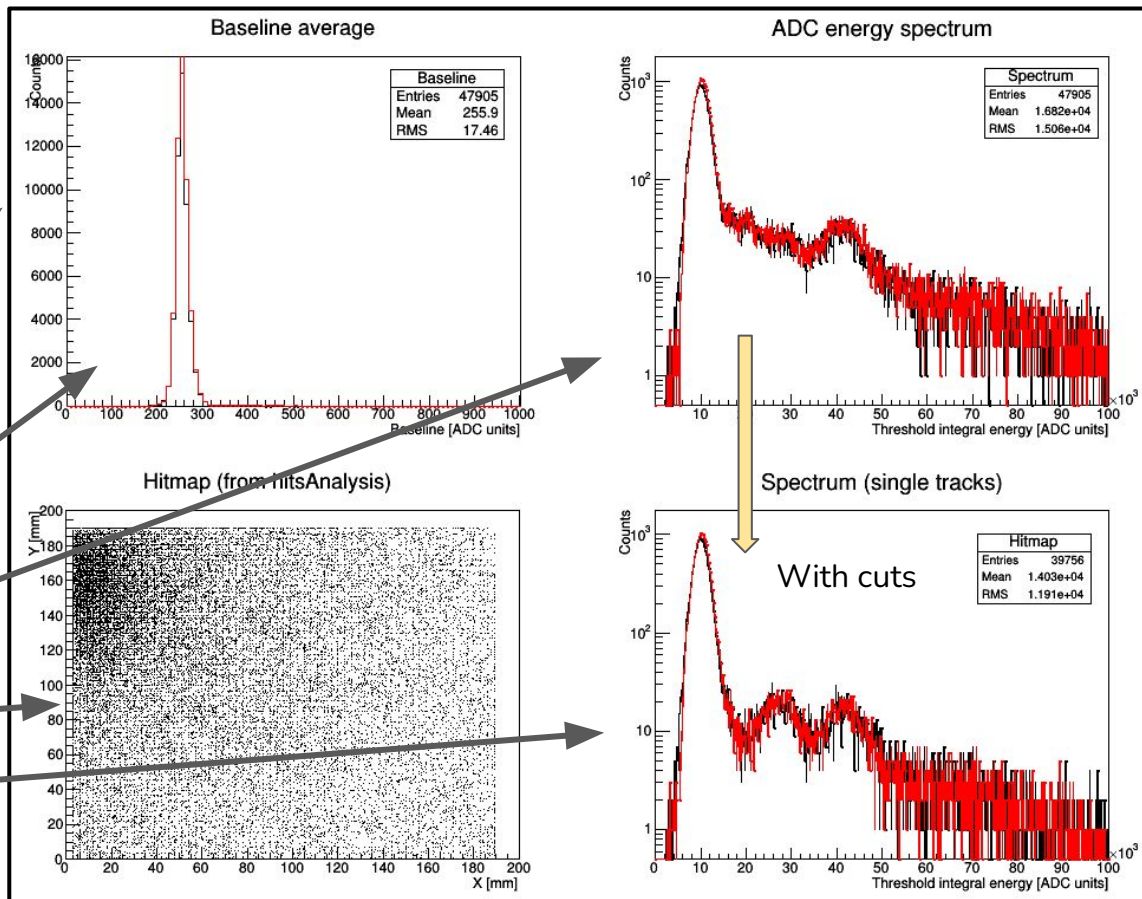 Baseline average
Counts
16000
14000
12000
10000
8000
6000
4000
2000
0
0 100 200 300 400 500 600 700 800 900 1000
Baseline [ADC units]
Baseline
Entries 47905
Mean 255.9
RMS 17.46
ADC energy spectrum
Counts
10³
10²
10
1
10 20 30 40 50 60 70 80 90 100
×10³
Threshold integral energy [ADC units]
Spectrum
Entries 47905
Mean 1.682e+04
RMS 1.506e+04
Hitmap (from hitsAnalysis)
Y [mm]
200
180
160
140
120
100
80
60
40
20
0
0 20 40 60 80 100 120 140 160 180 200
X [mm]
Spectrum (single tracks)
Counts
10³
10²
10
1
With cuts
Hitmap
Entries 39756
Mean 1.403e+04
RMS 1.191e+04
0 10 20 30 40 50 60 70 80 90 100
×10³
Threshold integral energy [ADC units]